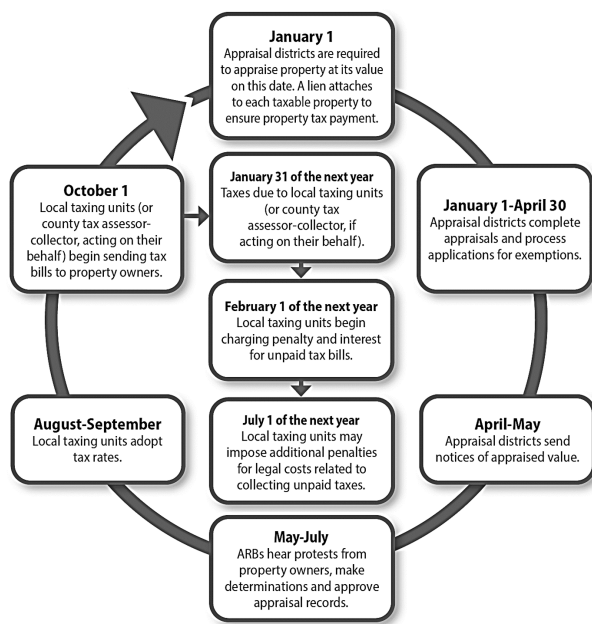 January 1
Appraisal districts are required
to appraise property at its value
on this date. A lien attaches
to each taxable property to
ensure property tax payment.
January 1-April 30
Appraisal districts complete
appraisals and process
applications for exemptions.
April-May
Appraisal districts send
notices of appraised value.
May-July
ARBs hear protests from
property owners, make
determinations and approve
appraisal records.
August-September
Local taxing units adopt
tax rates.
October 1
Local taxing units (or
county tax assessor-
collector, acting on their
behalf) begin sending tax
bills to property owners.
January 31 of the next year
Taxes due to local taxing units
(or county tax
assessor-collector, if
acting on their behalf).
February 1 of the next year
Local taxing units begin
charging penalty and interest
for unpaid tax bills.
July 1 of the next year
Local taxing units may
impose additional penalties
for legal costs related to
collecting unpaid taxes.